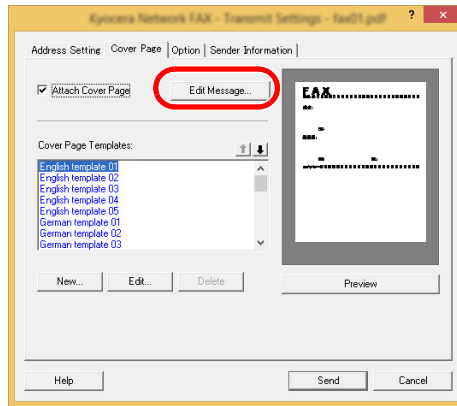 Kyocera Network FAX - Transmit Settings - fax01.pdf
?
×
Address Setting
Cover Page
Option
Sender Information
Attach Cover Page
Edit Message...
FAX
Cover Page Templates:
English template 01
English template 02
English template 03
English template 04
English template 05
German template 01
German template 02
German template 03
New...
Edit...
Delete
Preview
Help
Send
Cancel